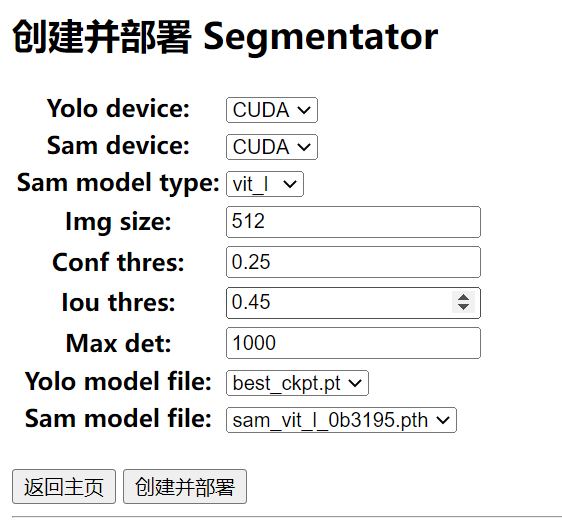 创建并部署 Segmentator
Yolo device: CUDA
Sam device: CUDA
Sam model type: vit_l
Img size: 512
Conf thres: 0.25
Iou thres: 0.45
Max det: 1000
Yolo model file: best_ckpt.pt
Sam model file: sam_vit_l_0b3195.pth
返回主页 创建并部署